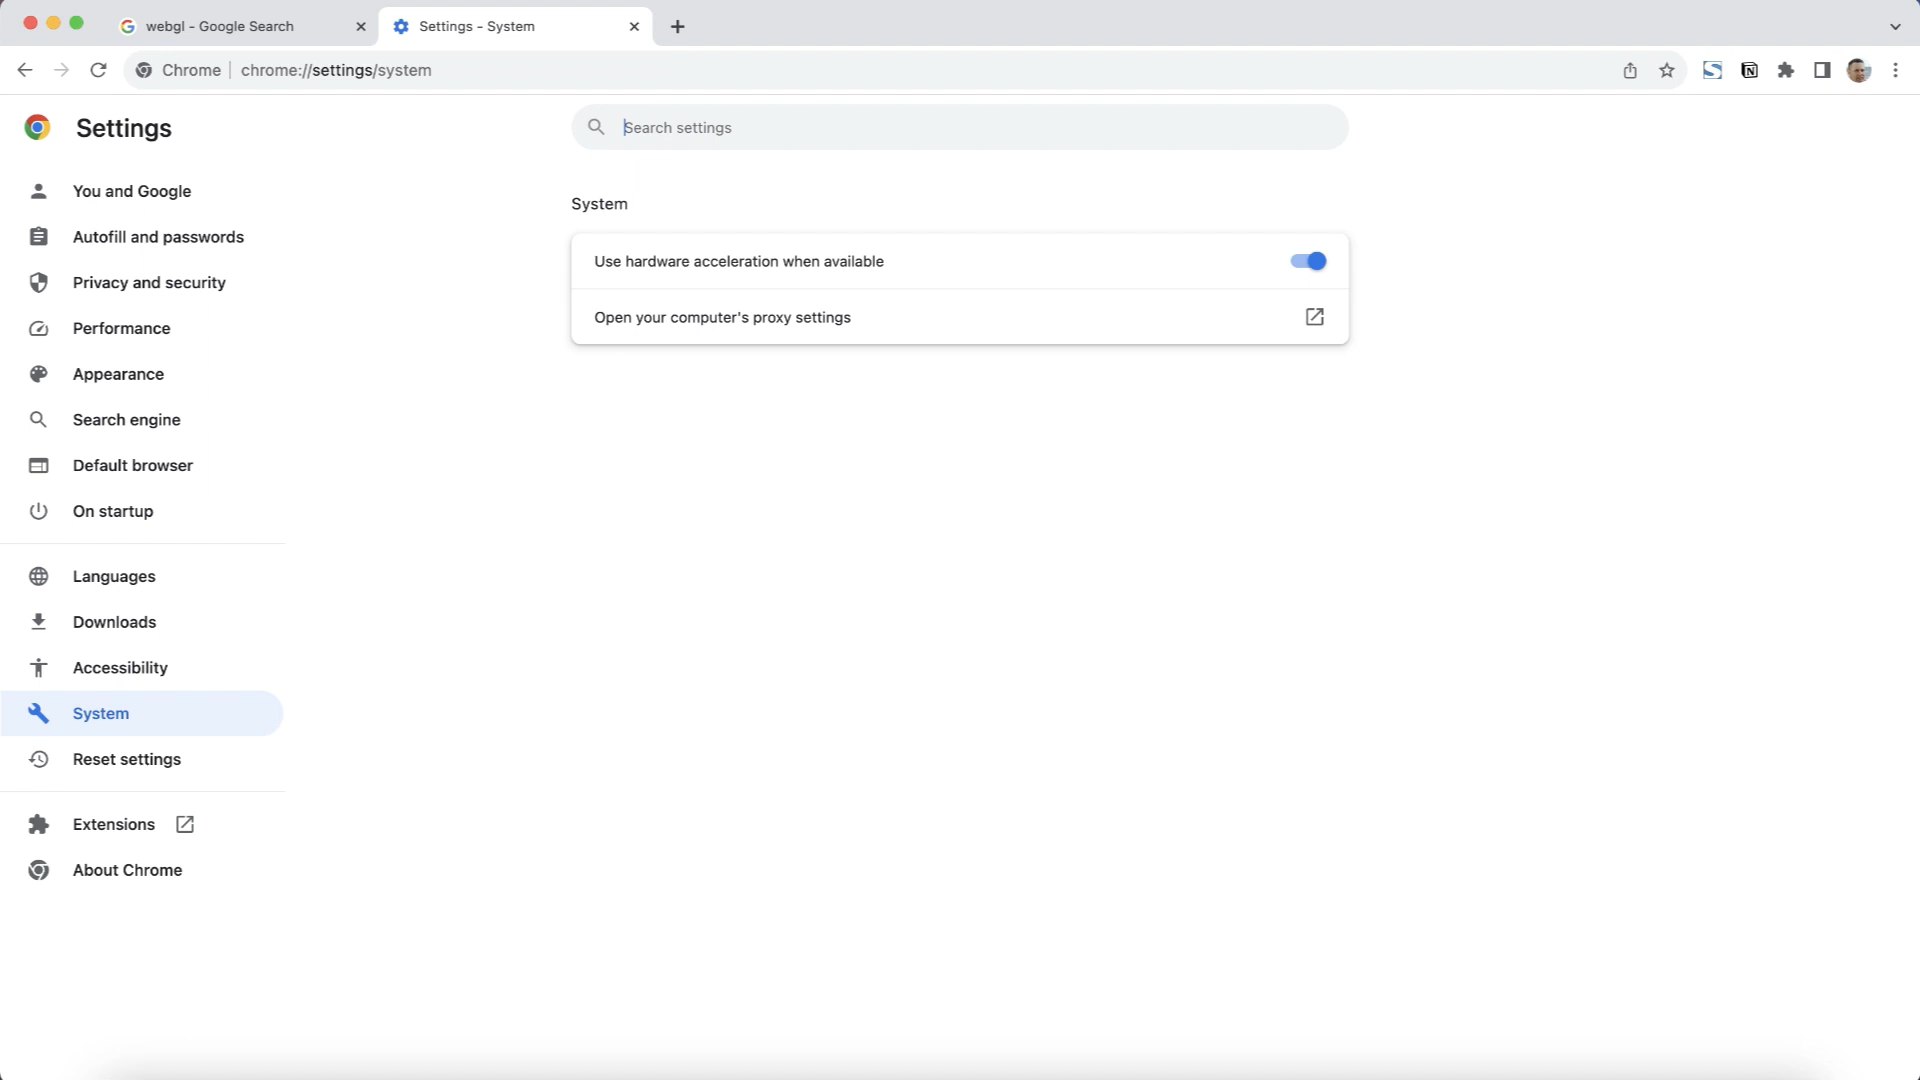 webgl - Google Search
Settings - System
Chrome
chrome://settings/system
Settings
Search settings
You and Google
Autofill and passwords
Privacy and security
Performance
Appearance
Search engine
Default browser
On startup
Languages
Downloads
Accessibility
System
Reset settings
Extensions
About Chrome
System
Use hardware acceleration when available
Open your computer's proxy settings